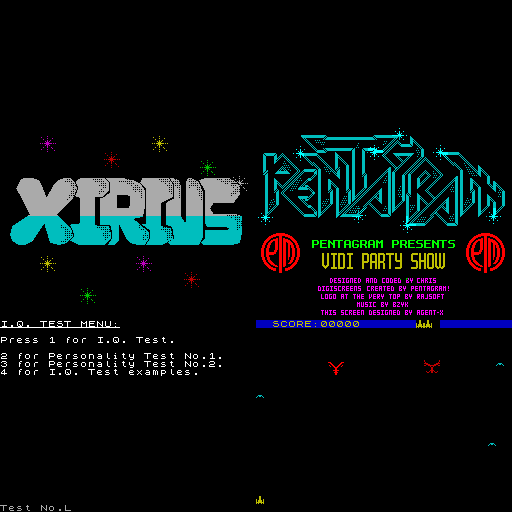 XIRIUS
PENTAGRAM
PENTAGRAM PRESENTS
VIDI PARTY SHOW
DESIGNED AND CODED BY CHRIS
DIGISCREENS CREATED BY PENTAGRAM!
LOGO AT THE VERY TOP BY RAJSOFT
MUSIC BY BZYK
THIS SCREEN DESIGNED BY AGENT-X
I.Q. TEST MENU:
Press 1 for I.Q. Test.
2 for Personality Test No.1.
3 for Personality Test No.2.
4 for I.Q. Test examples.
Test No.L
SCORE:00000